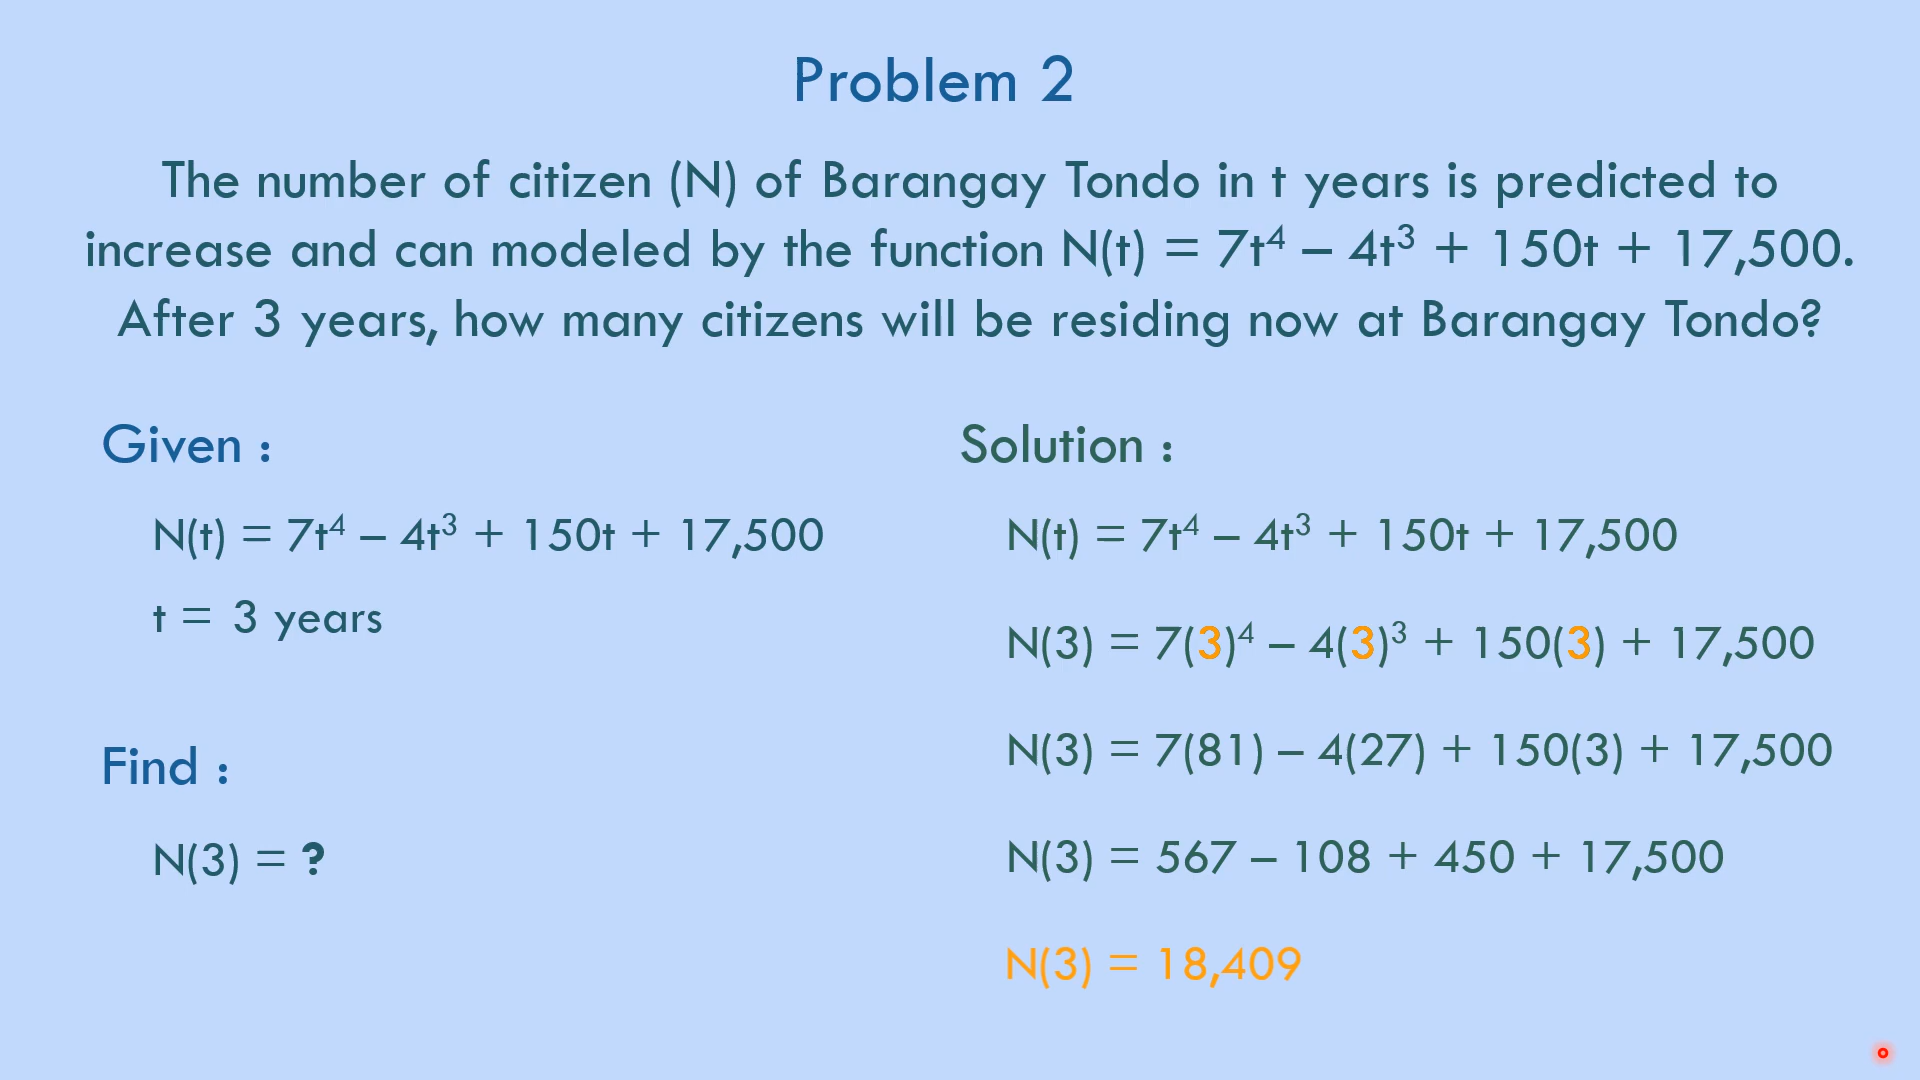 Problem 2
The number of citizen (N) of Barangay Tondo in t years is predicted to
increase and can modeled by the function N(t) = 7t⁴ – 4t³ + 150t + 17,500.
After 3 years, how many citizens will be residing now at Barangay Tondo?
Given :
N(t) = 7t⁴ – 4t³ + 150t + 17,500
t = 3 years
Find :
N(3) = ?
Solution :
N(t) = 7t⁴ – 4t³ + 150t + 17,500
N(3) = 7(3)⁴ – 4(3)³ + 150(3) + 17,500
N(3) = 7(81) – 4(27) + 150(3) + 17,500
N(3) = 567 – 108 + 450 + 17,500
N(3) = 18,409